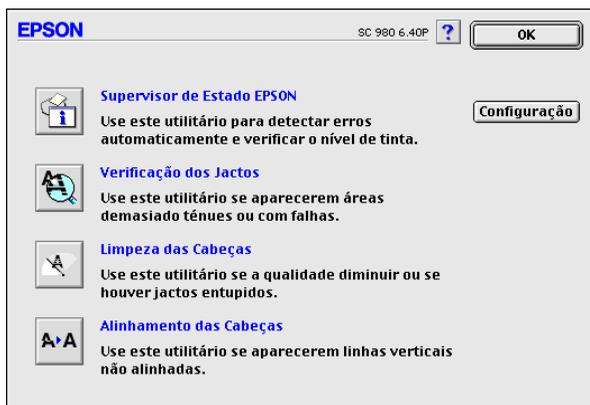 EPSON
SC 980 6.40P
?
OK
Supervisor de Estado EPSON
Use este utilitário para detectar erros
automaticamente e verificar o nível de tinta.
Configuração
Verificação dos Jactos
Use este utilitário se aparecerem áreas
demasiado ténues ou com falhas.
Limpeza das Cabeças
Use este utilitário se a qualidade diminuir ou se
houver jactos entupidos.
A›A
Alinhamento das Cabeças
Use este utilitário se aparecerem linhas verticais
não alinhadas.